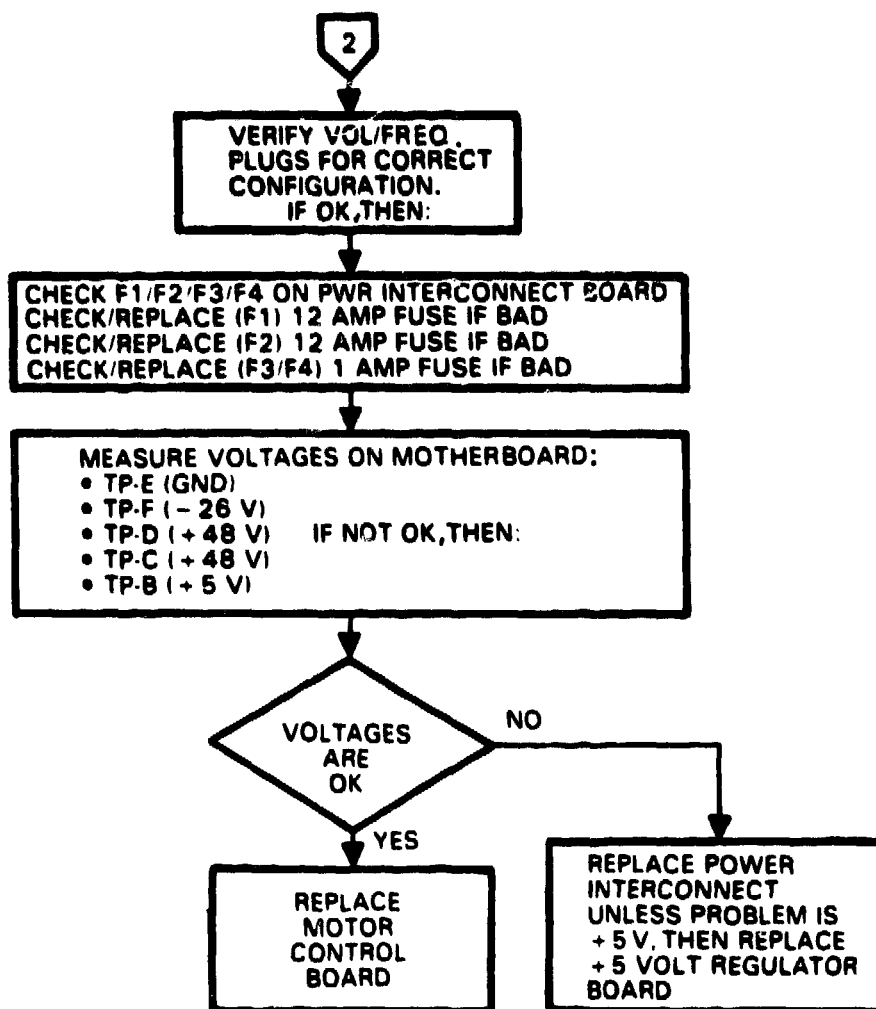 2
VERIFY VOL/FREQ.
PLUGS FOR CORRECT
CONFIGURATION.
IF OK,THEN:
CHECK F1/F2/F3/F4 ON PWR INTERCONNECT BOARD
CHECK/REPLACE (F1) 12 AMP FUSE IF BAD
CHECK/REPLACE (F2) 12 AMP FUSE IF BAD
CHECK/REPLACE (F3/F4) 1 AMP FUSE IF BAD
MEASURE VOLTAGES ON MOTHERBOARD:
• TP-E (GND)
• TP-F (- 26 V)
• TP-D (+ 48 V) IF NOT OK,THEN:
• TP-C (+ 48 V)
• TP-B (+ 5 V)
VOLTAGES
ARE
OK
NO
YES
REPLACE
MOTOR
CONTROL
BOARD
REPLACE POWER
INTERCONNECT
UNLESS PROBLEM IS
+ 5 V, THEN REPLACE
+ 5 VOLT REGULATOR
BOARD